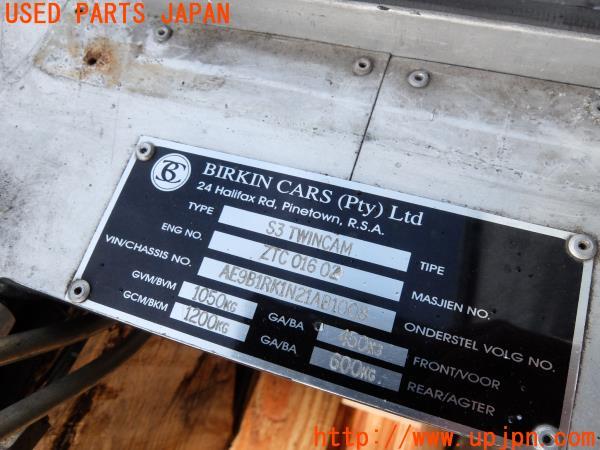 USED PARTS JAPAN
BIRKIN CARS (Pty) Ltd
24 Halifax Rd, Pinetown, R.S.A.
TYPE S3 TWINCAM TIPE
ENG NO. ZTC 016 02 MASJIEN NO.
VIN/CHASSIS NO. AE9B1RK1N21AB1008 ONDERSTEL VOLG NO.
GVM/BVM 1050KG GA/BA 450KG FRONT/VOOR
GCM/BKM 1200KG GA/BA 600KG REAR/AGTER
http://www.upjpn.com/